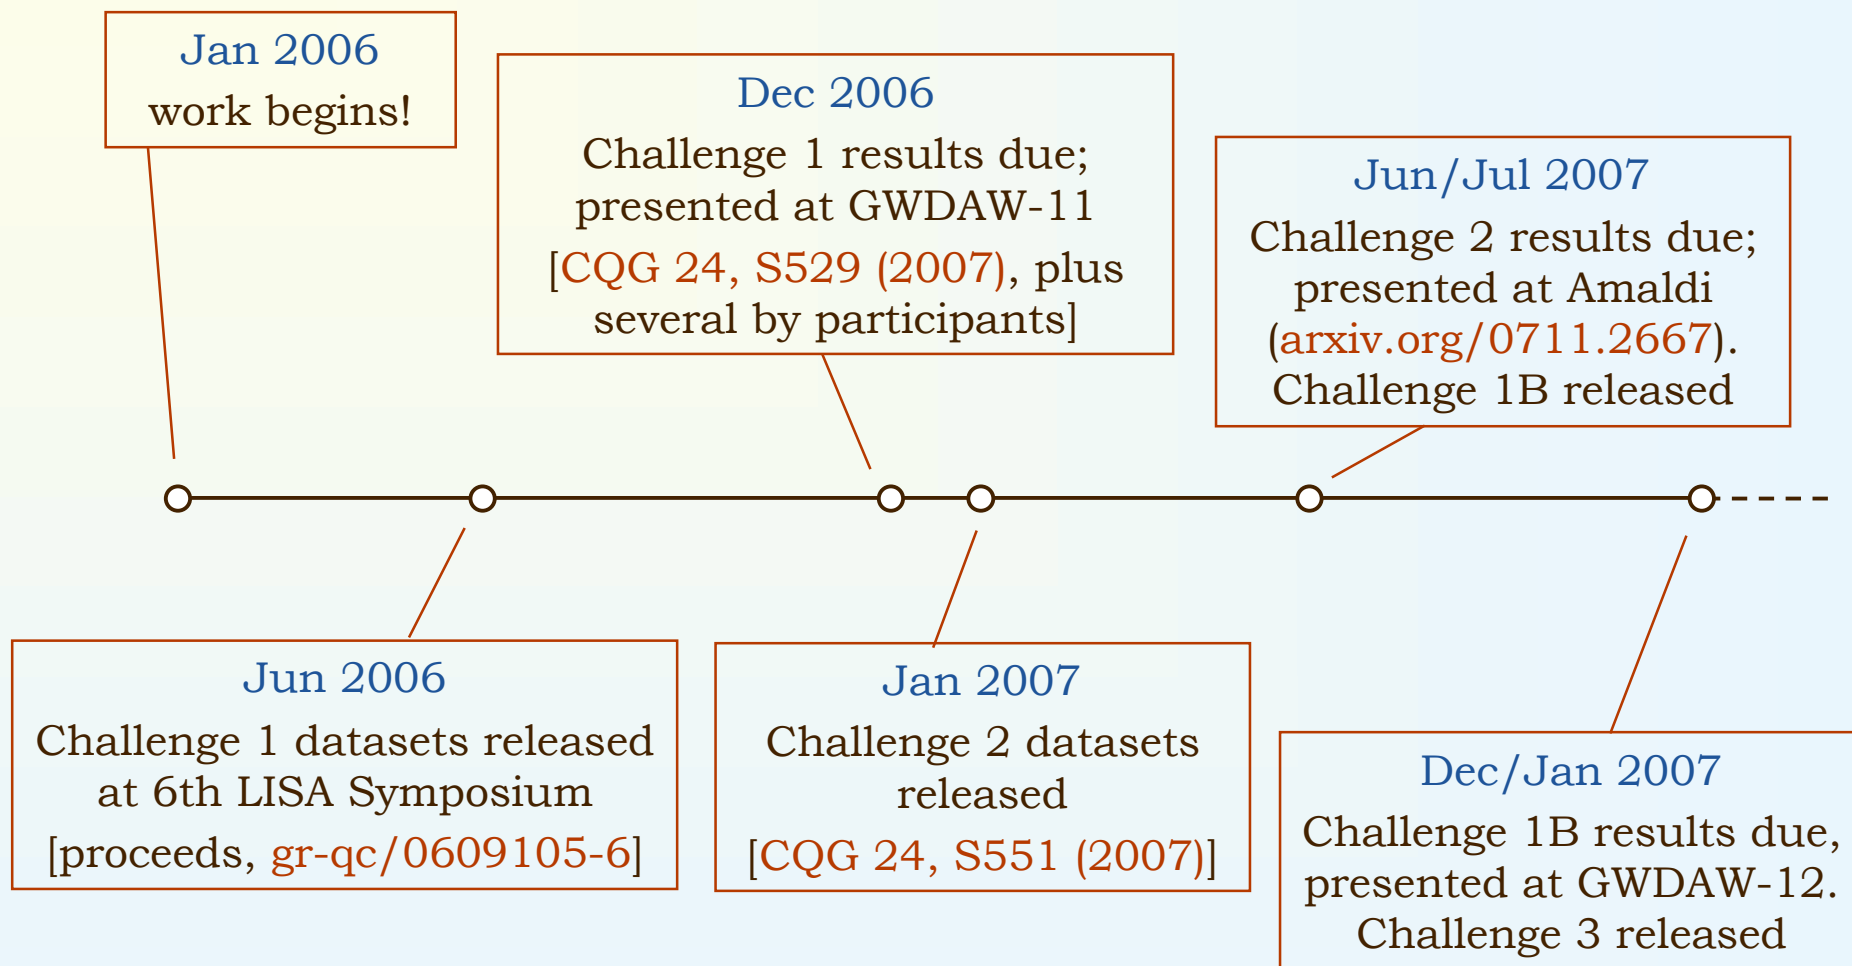 Jan 2006
work begins!
Dec 2006
Challenge 1 results due;
presented at GWDAW-11
[CQG 24, S529 (2007), plus
several by participants]
Jun/Jul 2007
Challenge 2 results due;
presented at Amaldi
(arxiv.org/0711.2667).
Challenge 1B released
Jun 2006
Challenge 1 datasets released
at 6th LISA Symposium
[proceeds, gr-qc/0609105-6]
Jan 2007
Challenge 2 datasets
released
[CQG 24, S551 (2007)]
Dec/Jan 2007
Challenge 1B results due,
presented at GWDAW-12.
Challenge 3 released